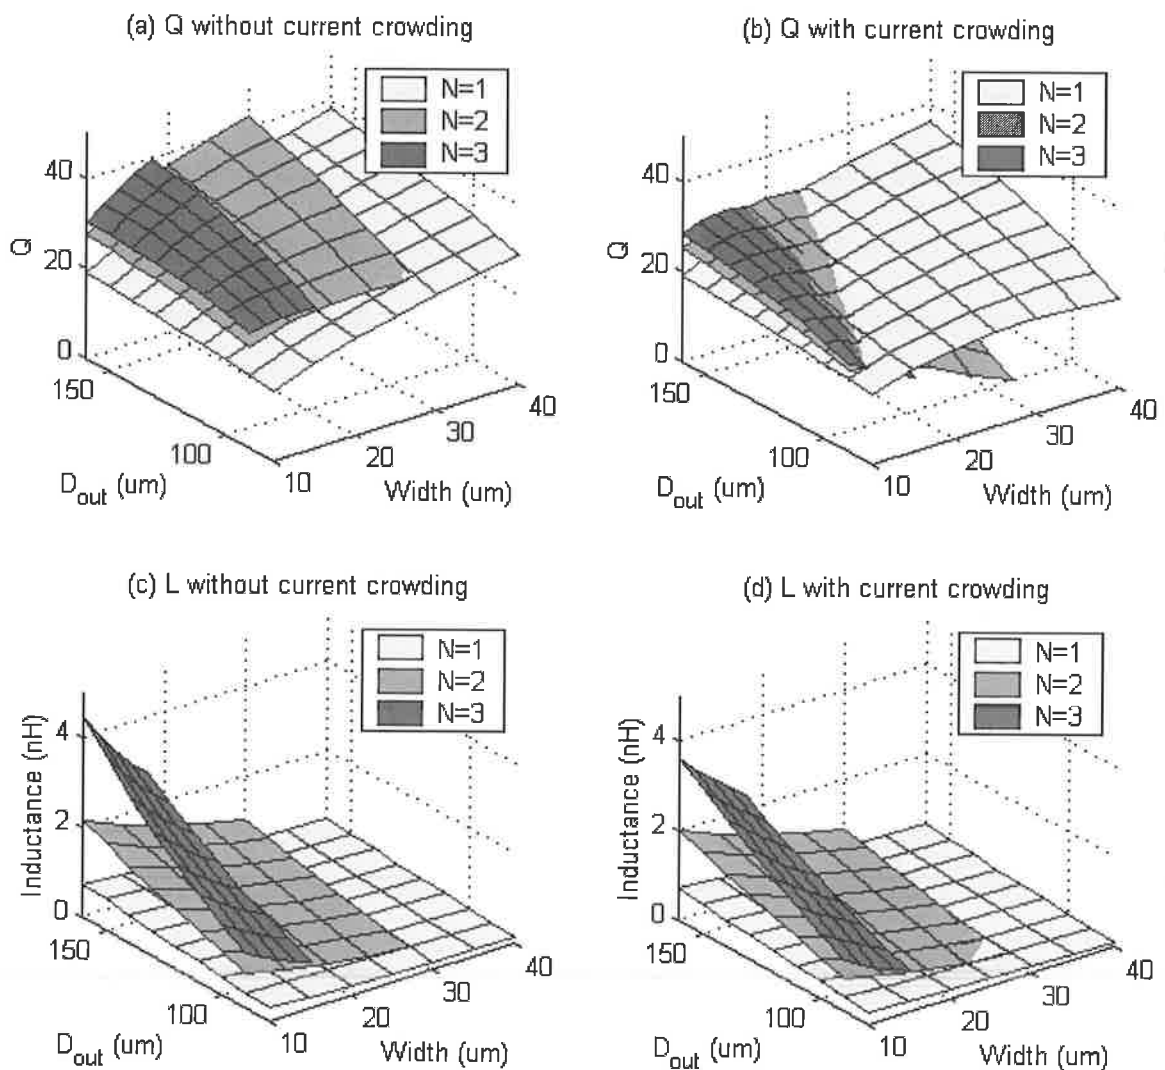 (a) Q without current crowding
N=1
N=2
N=3
40
20
0
Q
150
100
D_out (um)
10
20
30
40
Width (um)
(b) Q with current crowding
N=1
N=2
N=3
40
20
0
Q
150
100
D_out (um)
10
20
30
40
Width (um)
(c) L without current crowding
N=1
N=2
N=3
4
2
0
Inductance (nH)
150
100
D_out (um)
10
20
30
40
Width (um)
(d) L with current crowding
N=1
N=2
N=3
4
2
0
Inductance (nH)
150
100
D_out (um)
10
20
30
40
Width (um)